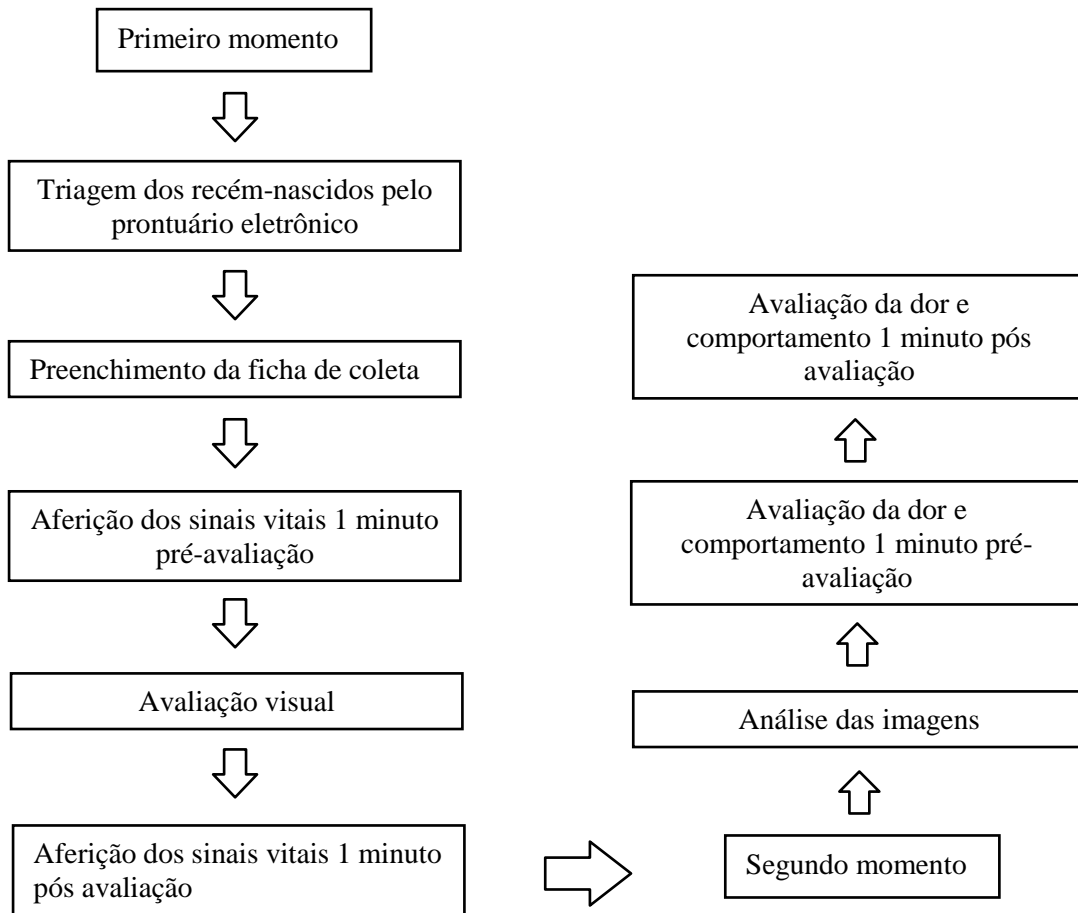 Primeiro momento
Triagem dos recém-nascidos pelo
prontuário eletrônico
Preenchimento da ficha de coleta
Aferição dos sinais vitais 1 minuto
pré-avaliação
Avaliação visual
Aferição dos sinais vitais 1 minuto
pós avaliação
Segundo momento
Análise das imagens
Avaliação da dor e
comportamento 1 minuto pré-
avaliação
Avaliação da dor e
comportamento 1 minuto pós
avaliação